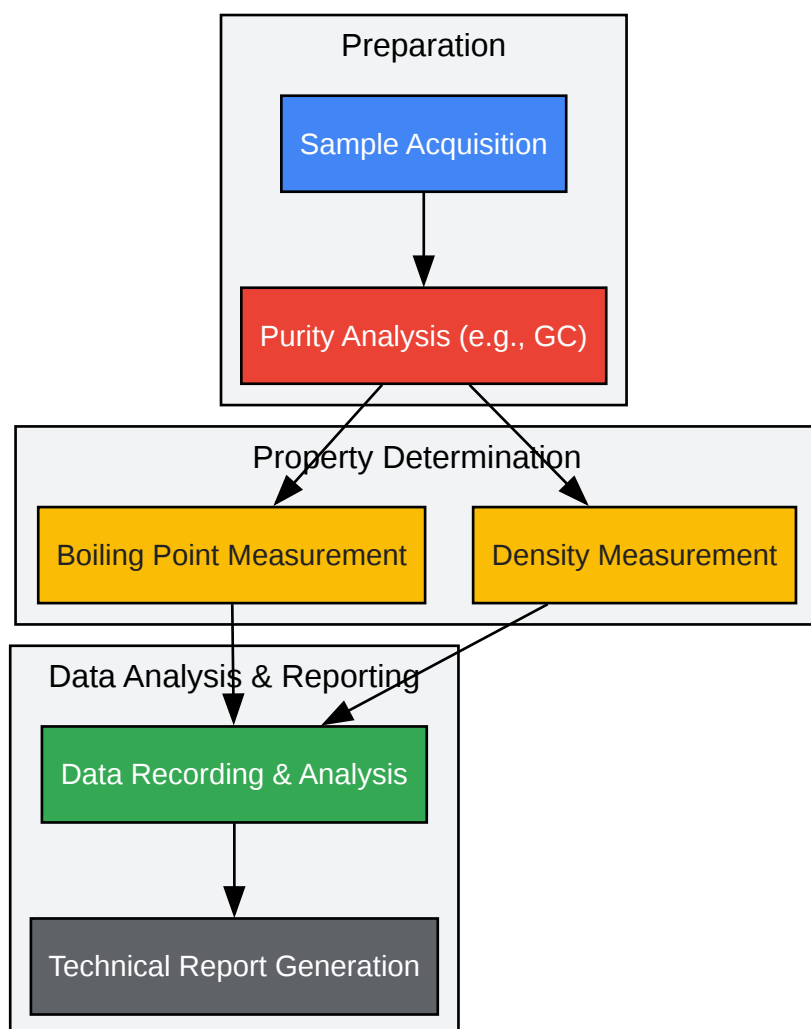 Preparation
Sample Acquisition
Purity Analysis (e.g., GC)
Property Determination
Boiling Point Measurement
Density Measurement
Data Analysis & Reporting
Data Recording & Analysis
Technical Report Generation